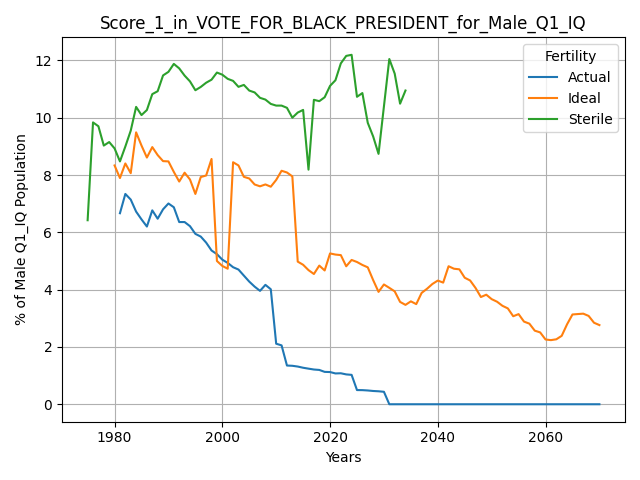 Score_1_in_VOTE_FOR_BLACK_PRESIDENT_for_Male_Q1_IQ
Fertility
Actual
Ideal
Sterile
% of Male Q1_IQ Population
12
10
8
6
4
2
0
1980
2000
2020
2040
2060
Years